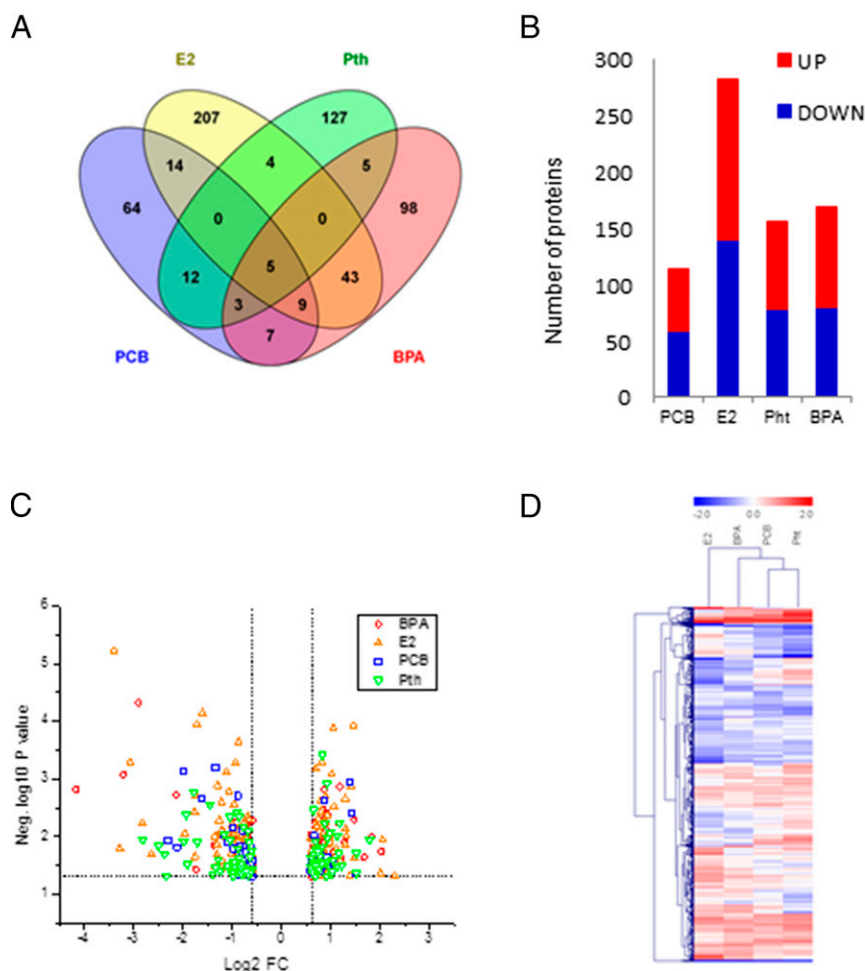 A
E2
Pth
207
127
14
4
5
64
0
0
98
12
5
43
3
9
7
PCB
BPA
B
UP
DOWN
Number of proteins
300
250
200
150
100
50
0
PCB
E2
Pht
BPA
C
Neg. log10 P value
6
5
4
3
2
1
BPA
E2
PCB
Pth
-4
-3
-2
-1
0
1
2
3
Log2 FC
D
-2.0
0.0
2.0
E2
BPA
PCB
Pht